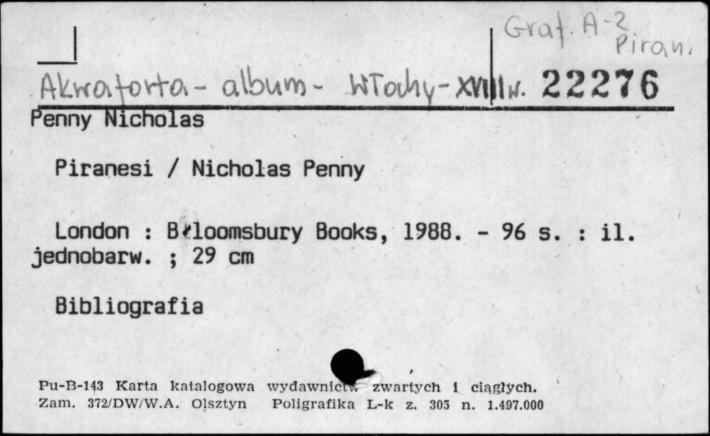 Graf. A-2
Piran.
Akwaforta - album - Włochy - XVIII w. 22276
Penny Nicholas
Piranesi / Nicholas Penny
London : Bloomsbury Books, 1988. - 96 s. : il.
jednobarw. ; 29 cm
Bibliografia
Pu-B-143 Karta katalogowa wydawnictw zwartych i ciągłych.
Zam. 372/DW/W.A. Olsztyn Poligrafika L-k z. 305 n. 1.497.000